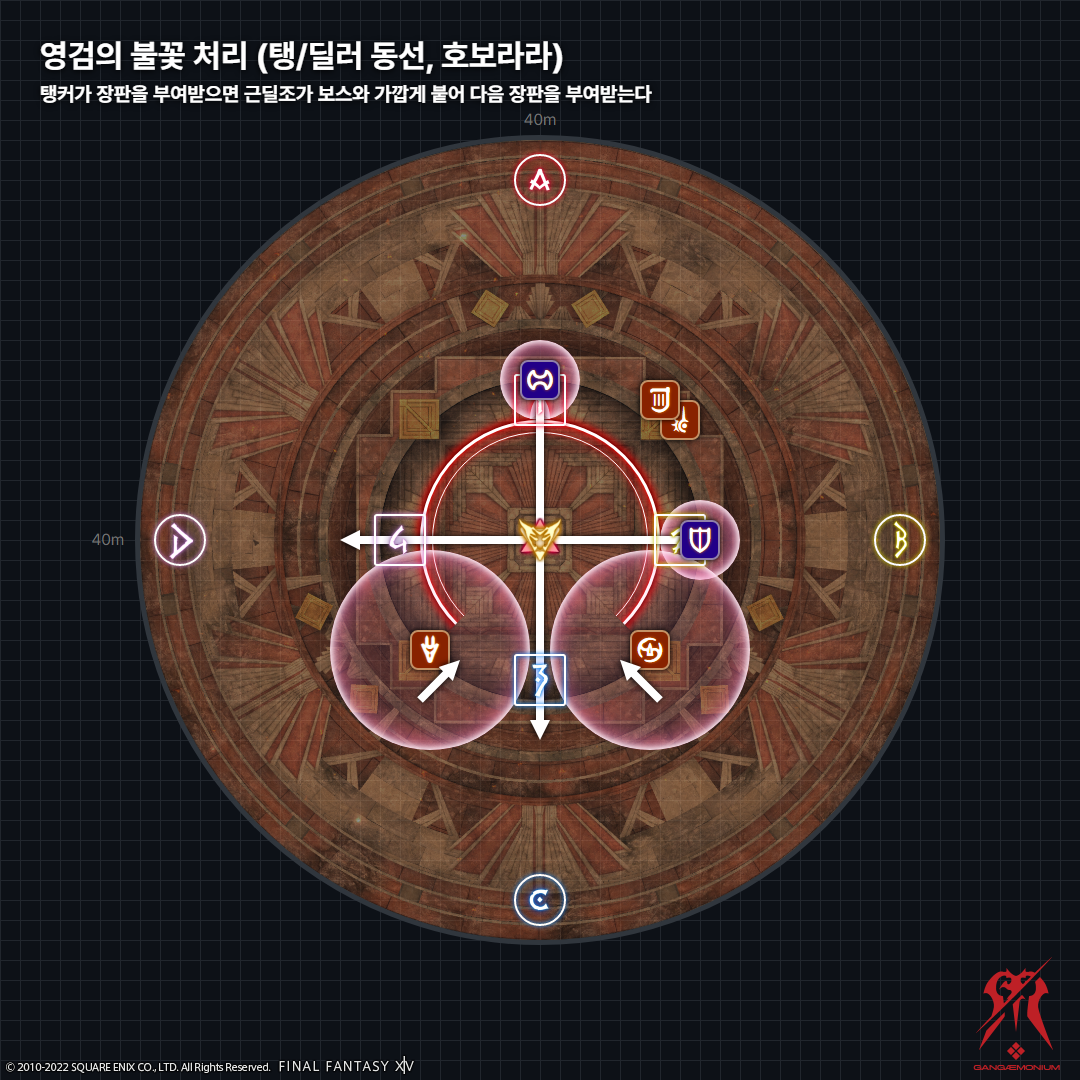 영검의 불꽃 처리 (탱/딜러 동선, 호보라라)
탱커가 장판을 부여받으면 근딜조가 보스와 가깝게 붙어 다음 장판을 부여받는다
40m
A
4
D
B
40m
3
C
GANGÆMONIUM
© 2010-2022 SQUARE ENIX CO., LTD. All Rights Reserved. FINAL FANTASY XIV